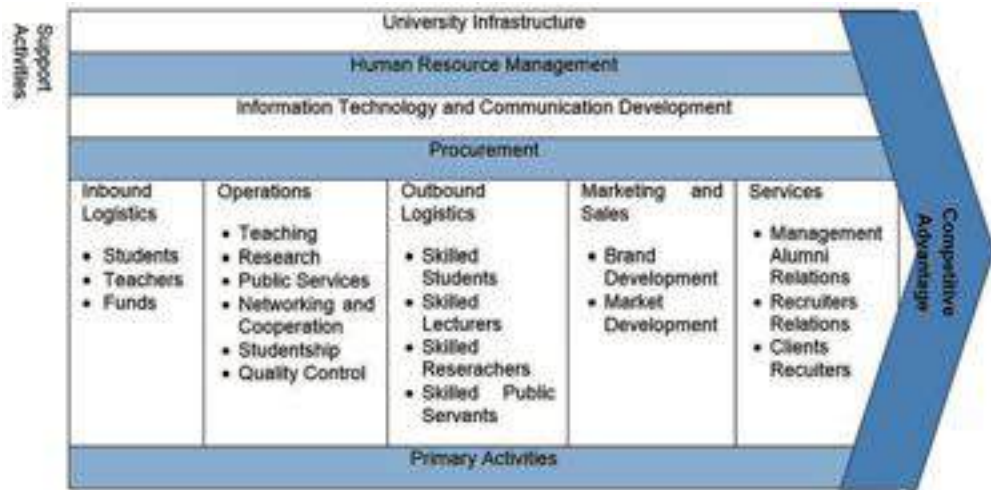 Support
Activities
University Infrastructure
Human Resource Management
Information Technology and Communication Development
Procurement
Inbound
Logistics
• Students
• Teachers
• Funds
Operations
• Teaching
• Research
• Public Services
• Networking and
Cooperation
• Studentship
• Quality Control
Outbound
Logistics
• Skilled
Students
• Skilled
Lecturers
• Skilled
Reserachers
• Skilled Public
Servants
Marketing and
Sales
• Brand
Development
• Market
Development
Services
• Management
Alumni
Relations
• Recruiters
Relations
• Clients
Recuiters
Competitive
Advantage
Primary Activities